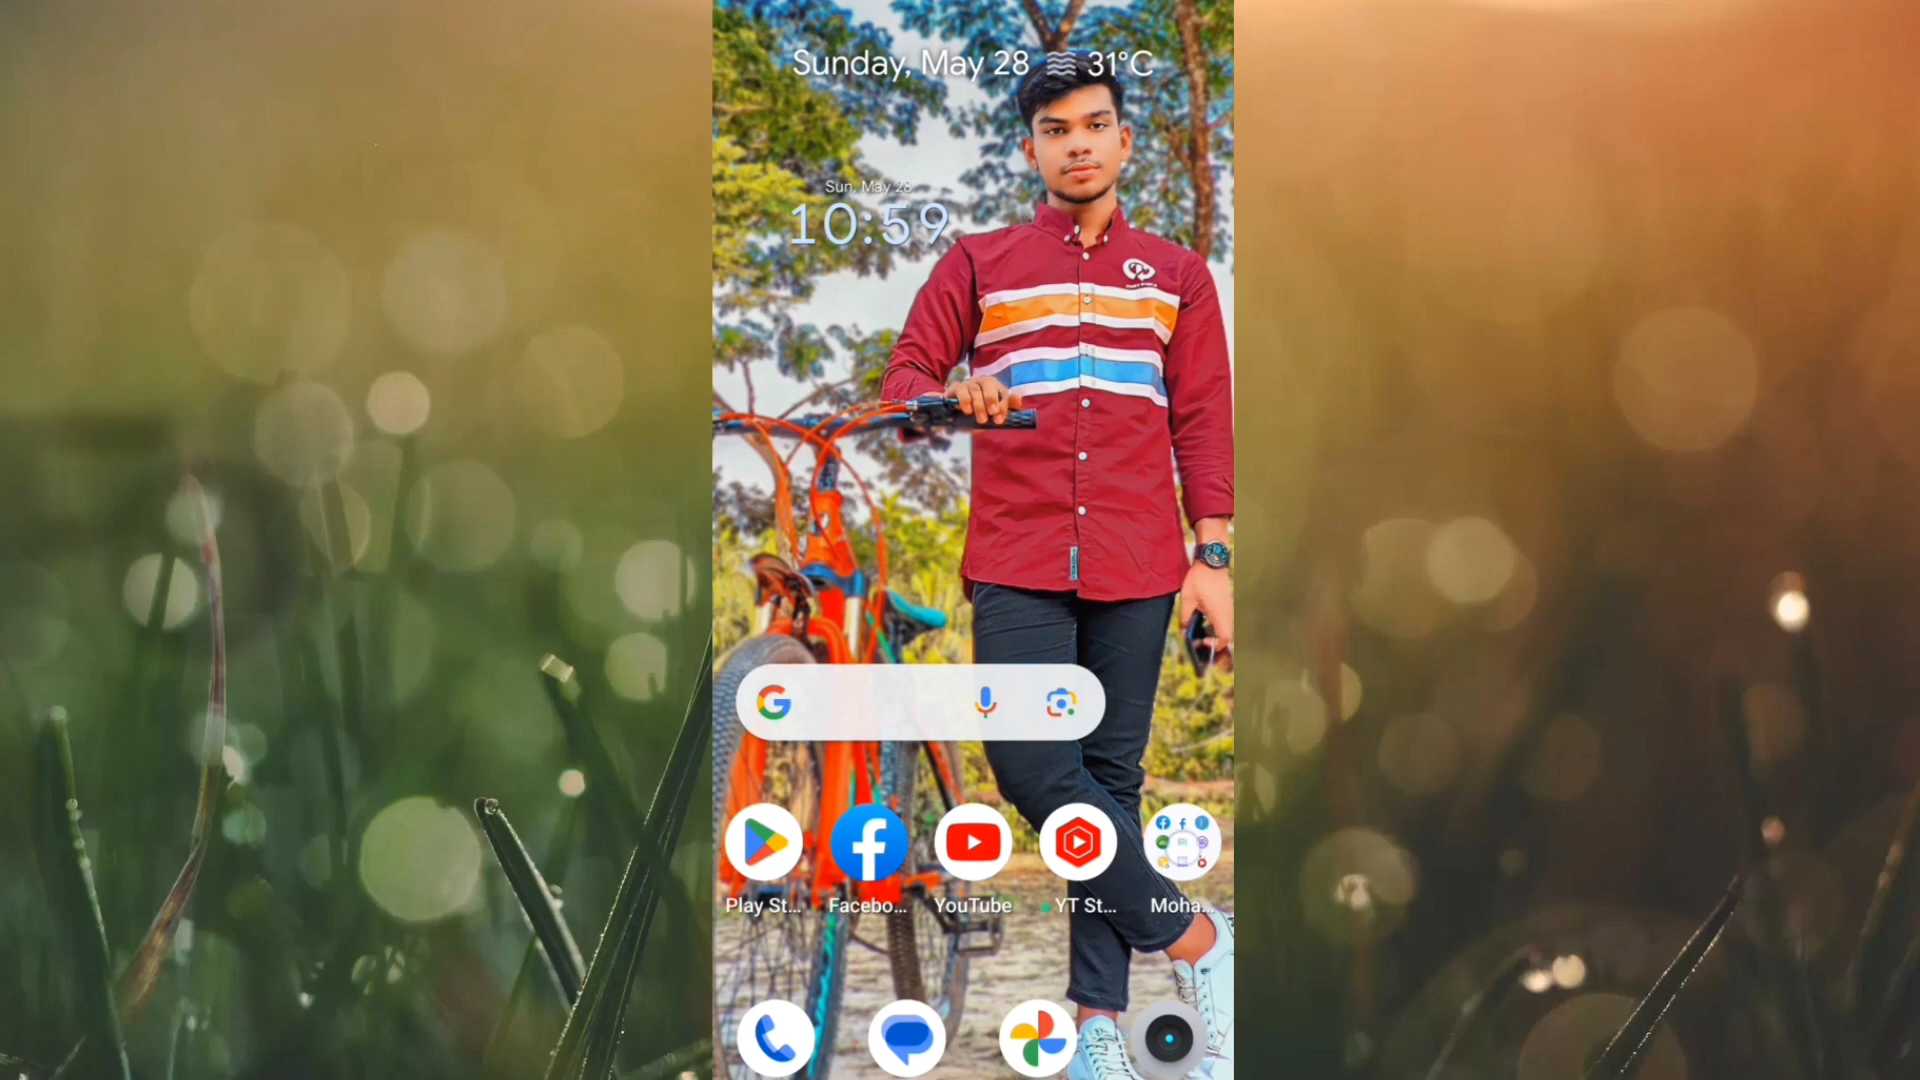 Sunday, May 28 31°C
Sun, May 28
10:59
Play St...
Facebo...
YouTube
YT St...
Moha...